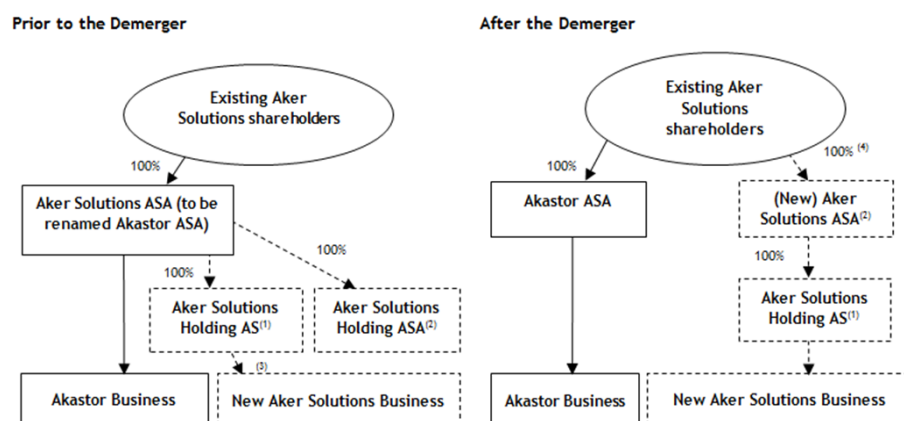 Prior to the Demerger
Existing Aker
Solutions shareholders
100%
Aker Solutions ASA (to be
renamed Akastor ASA)
100%
100%
Aker Solutions
Holding AS(1)
Aker Solutions
Holding ASA(2)
(3)
Akastor Business
New Aker Solutions Business
After the Demerger
Existing Aker
Solutions
shareholders
100%
100% (4)
Akastor ASA
(New) Aker
Solutions ASA(2)
100%
Aker Solutions
Holding AS(1)
Akastor Business
New Aker Solutions Business